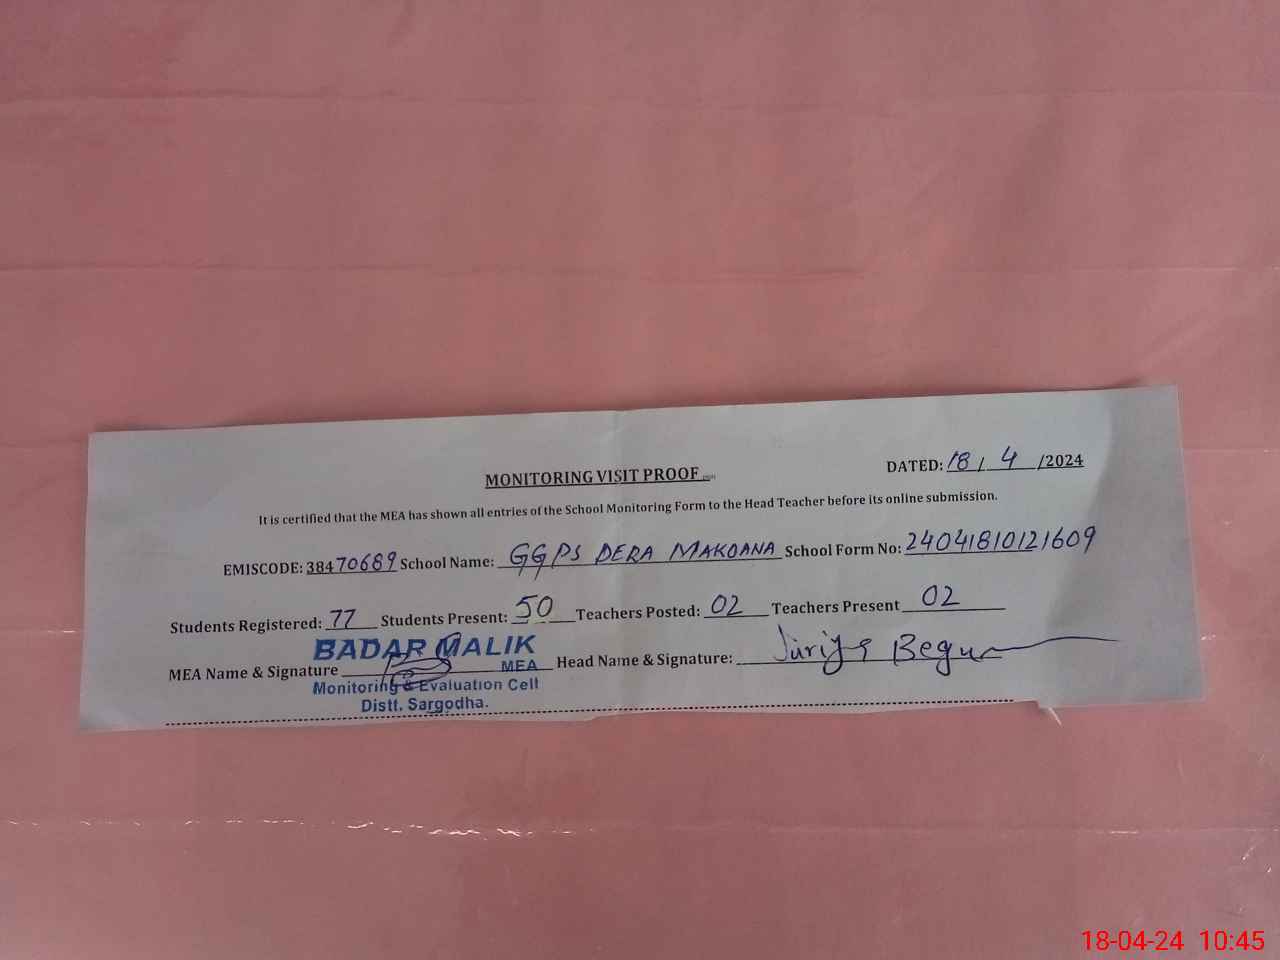 MONITORING VISIT PROOF
DATED: 18 / 4 /2024
It is certified that the MEA has shown all entries of the School Monitoring Form to the Head Teacher before its online submission.
EMISCODE: 38470689 School Name: GGPS DERA MAKOANA School Form No: 24041810121609
Students Registered: 77 Students Present: 50 Teachers Posted: 02 Teachers Present 02
BADAR MALIK
MEA Name & Signature MEA Head Name & Signature: Begum
Monitoring & Evaluation Cell
Distt. Sargodha.
18-04-24 10:45